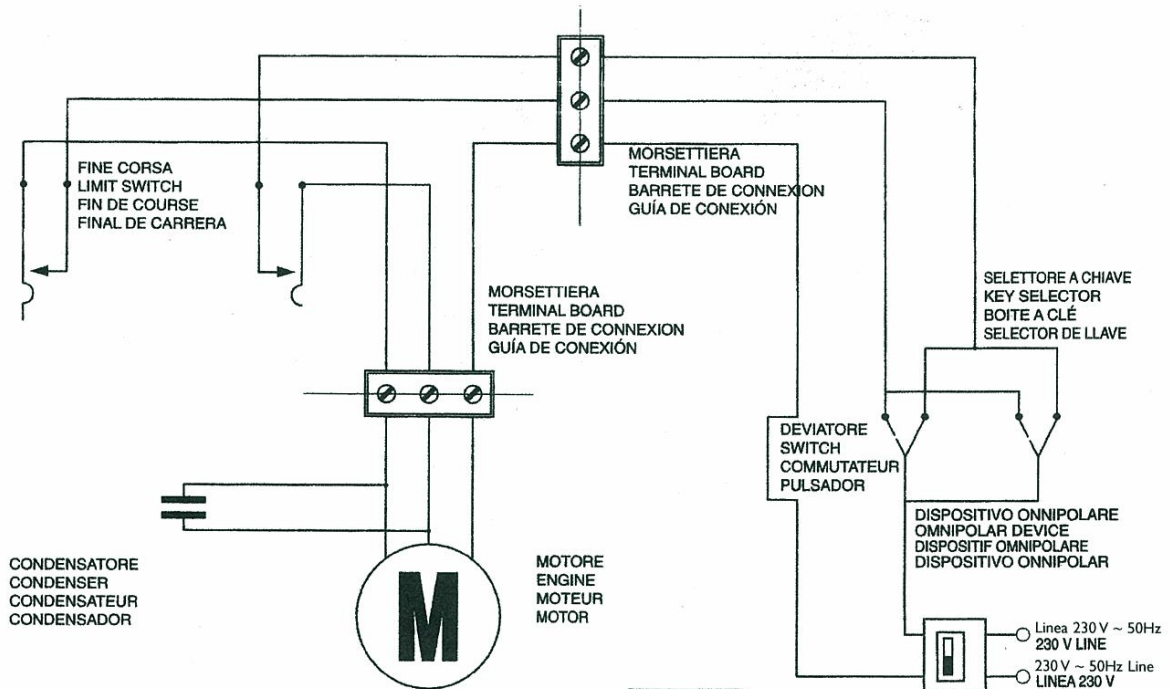 FINE CORSA
LIMIT SWITCH
FIN DE COURSE
FINAL DE CARRERA
MORSETTIERA
TERMINAL BOARD
BARRETE DE CONNEXION
GUÍA DE CONEXIÓN
MORSETTIERA
TERMINAL BOARD
BARRETE DE CONNEXION
GUÍA DE CONEXIÓN
SELETTORE A CHIAVE
KEY SELECTOR
BOITE A CLÉ
SELECTOR DE LLAVE
DEVIATORE
SWITCH
COMMUTATEUR
PULSADOR
DISPOSITIVO ONNIPOLARE
OMNIPOLAR DEVICE
DISPOSITIF OMNIPOLARE
DISPOSITIVO ONNIPOLAR
CONDENSATORE
CONDENSER
CONDENSATEUR
CONDENSADOR
M
MOTORE
ENGINE
MOTEUR
MOTOR
Linea 230 V ~ 50Hz
230 V LINE
230 V ~ 50Hz Line
LINEA 230 V